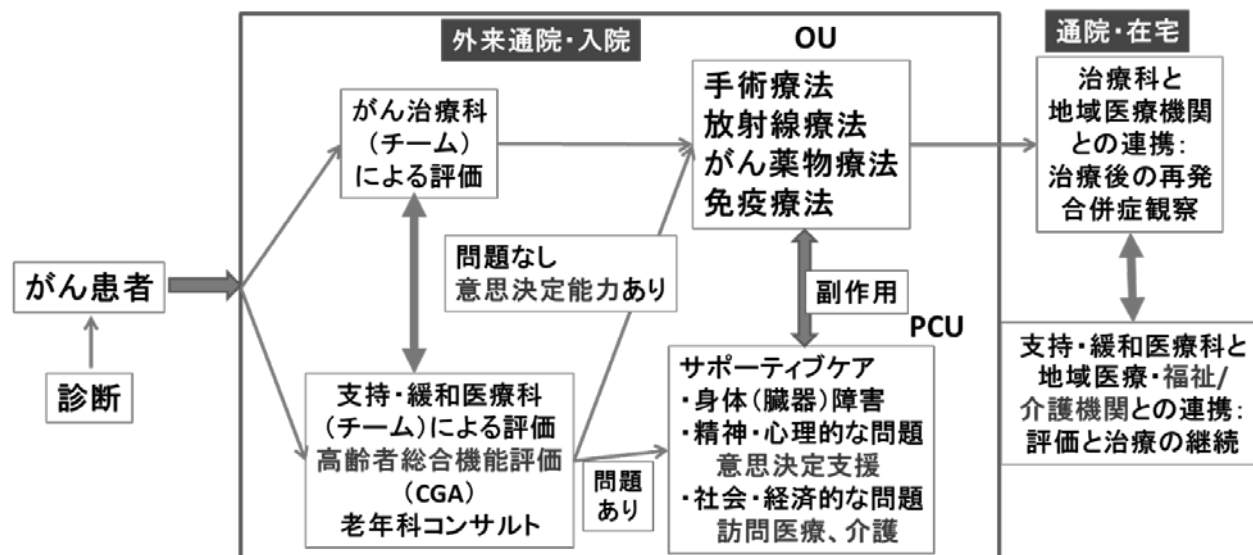 外来通院・入院
OU
通院・在宅
がん治療科
(チーム)
による評価
手術療法
放射線療法
がん薬物療法
免疫療法
治療科と
地域医療機関
との連携:
治療後の再発
合併症観察
問題なし
意思決定能力あり
がん患者
診断
副作用
PCU
支持・緩和医療科
(チーム)による評価
高齢者総合機能評価
(CGA)
老年科コンサルト
問題
あり
サポーティブケア
・身体(臓器)障害
・精神・心理的な問題
意思決定支援
・社会・経済的な問題
訪問医療、介護
支持・緩和医療科と
地域医療・福祉/
介護機関との連携:
評価と治療の継続